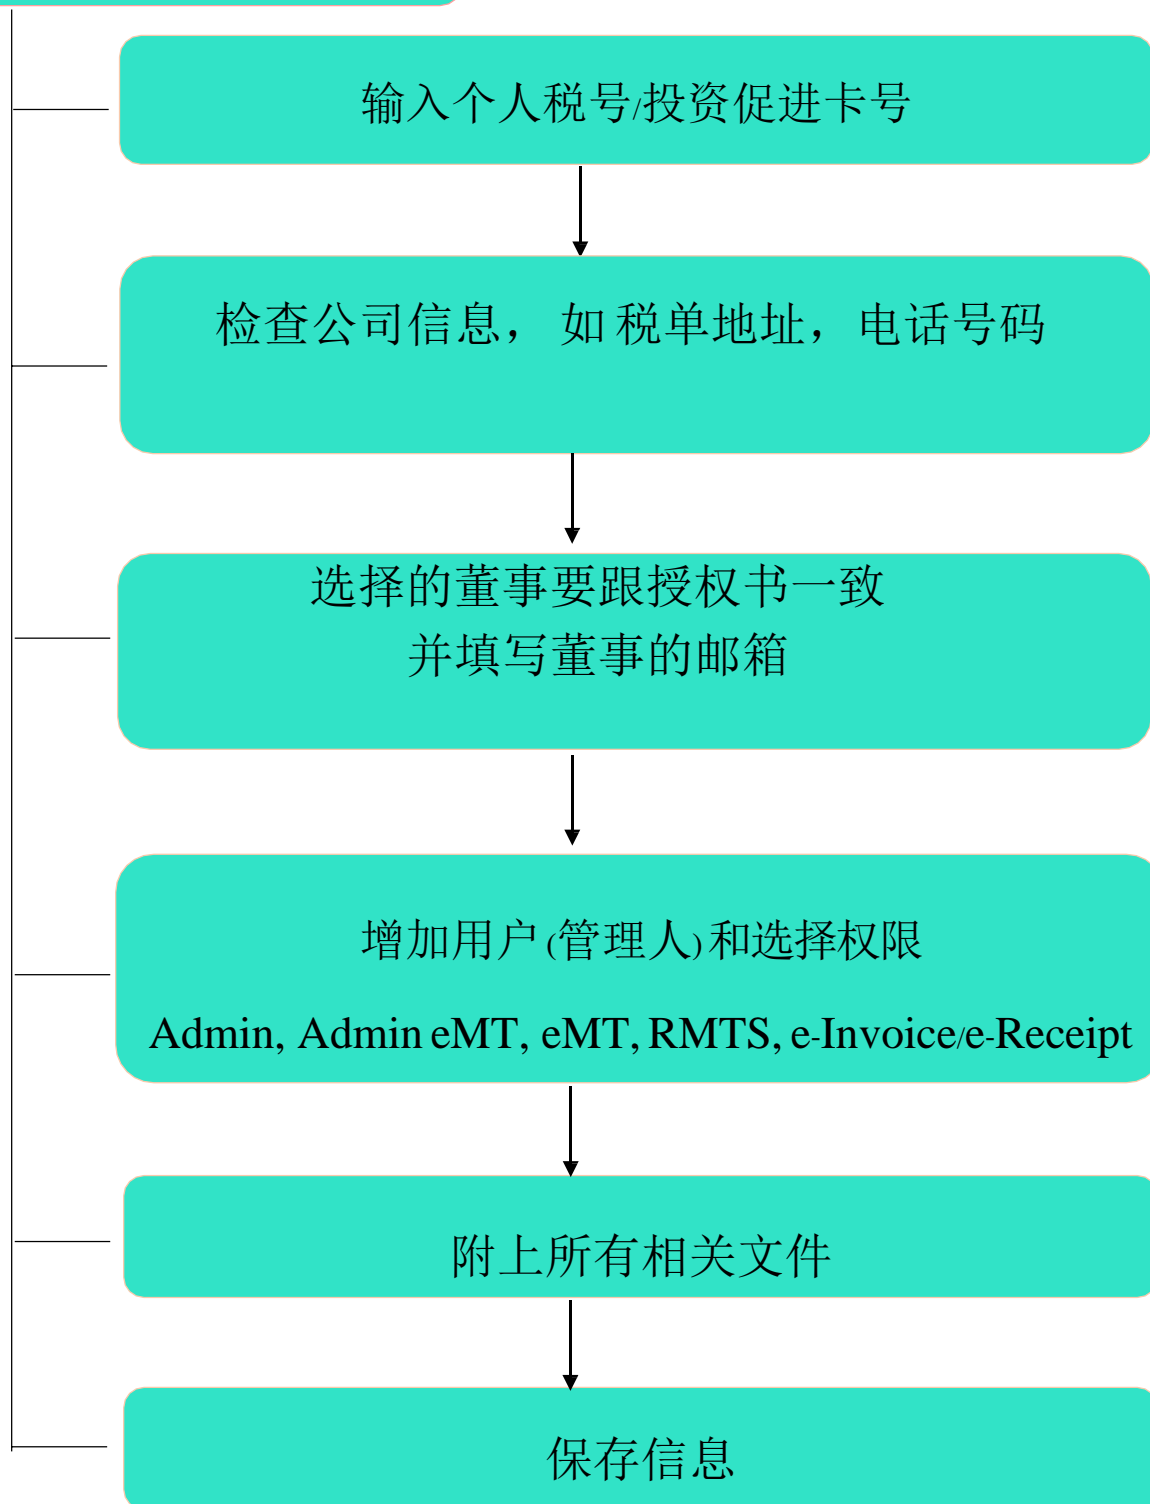 输入个人税号/投资促进卡号
检查公司信息， 如 税单地址，电话号码
选择的董事要跟授权书一致
并填写董事的邮箱
增加用户 (管理人) 和选择权限
Admin, Admin eMT, eMT, RMTS, e-Invoice/e-Receipt
附上所有相关文件
保存信息